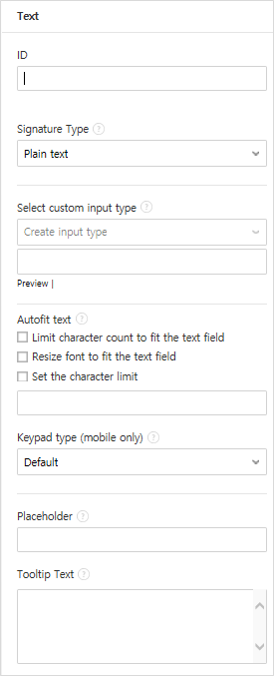 Text
ID
Signature Type ?
Plain text
Select custom input type ?
Create input type
Preview |
Autofit text ?
Limit character count to fit the text field
Resize font to fit the text field
Set the character limit
Keypad type (mobile only) ?
Default
Placeholder ?
Tooltip Text ?